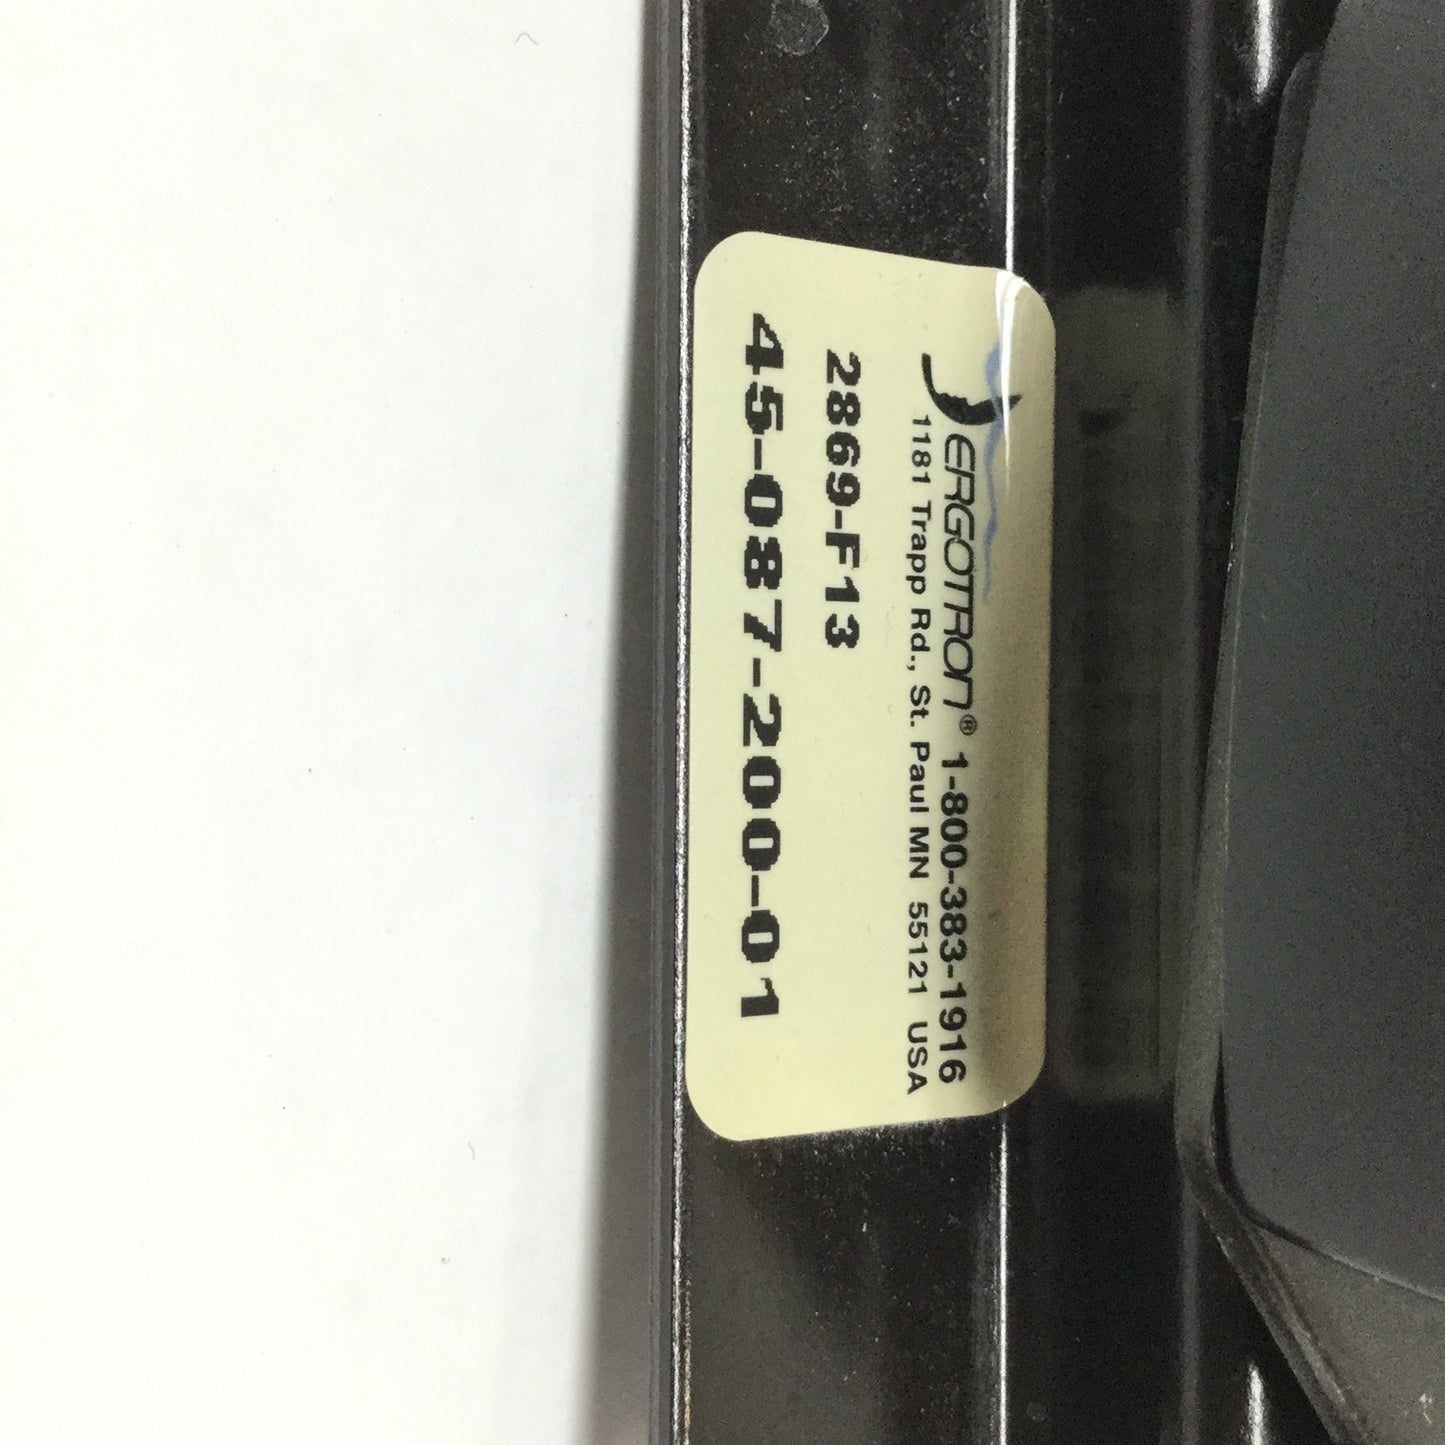 ERGOTRON® 1-800-383-1916
1181 Trapp Rd., St. Paul MN 55121 USA
2869-F13
45-087-200-01